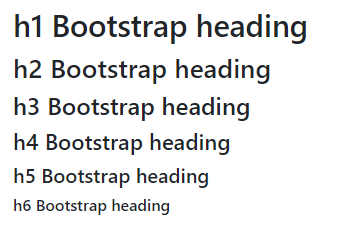 h1 Bootstrap heading
h2 Bootstrap heading
h3 Bootstrap heading
h4 Bootstrap heading
h5 Bootstrap heading
h6 Bootstrap heading